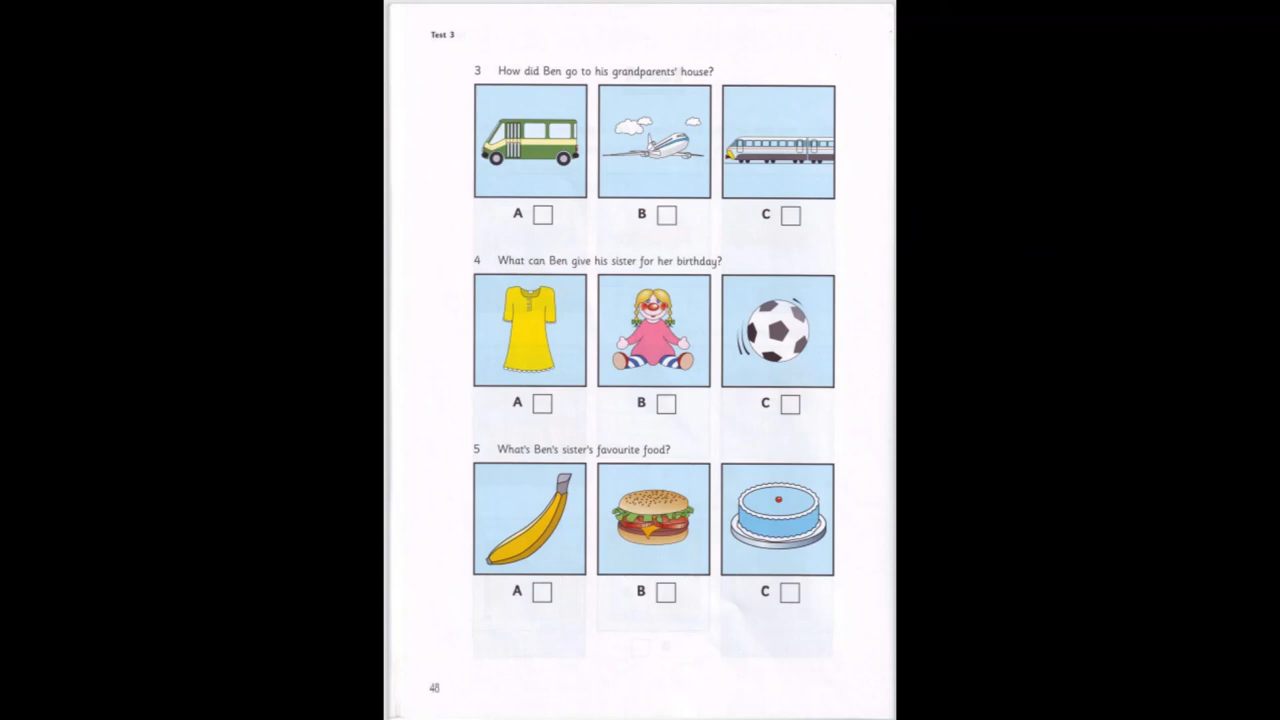 Test 3
3 How did Ben go to his grandparents' house?
A B C
4 What can Ben give his sister for her birthday?
A B C
5 What's Ben's sister's favourite food?
A B C
48